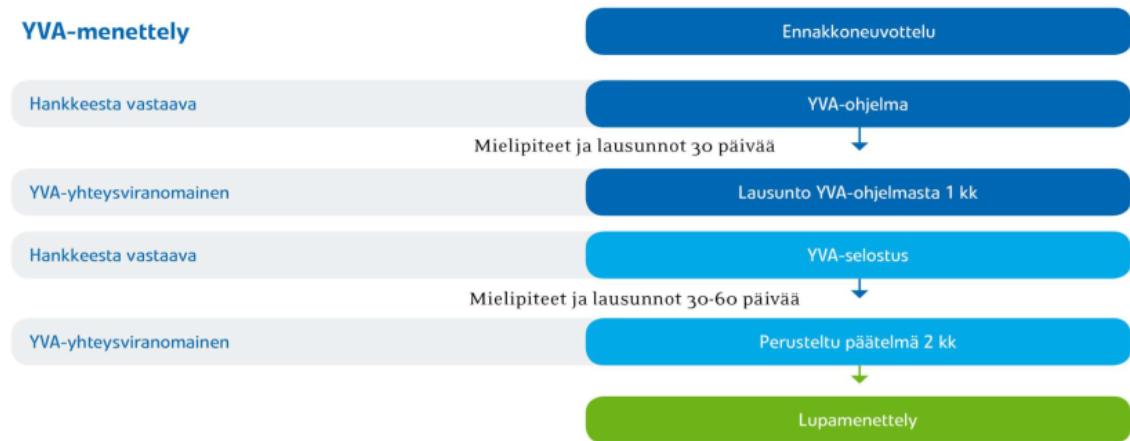 YVA-menettely
Ennakkoneuvottelu
Hankkeesta vastaava
YVA-ohjelma
Mielipiteet ja lausunnot 30 päivää
YVA-yhteysviranomainen
Lausunto YVA-ohjelmasta 1 kk
Hankkeesta vastaava
YVA-selostus
Mielipiteet ja lausunnot 30-60 päivää
YVA-yhteysviranomainen
Perusteltu päätelmä 2 kk
Lupamenettely